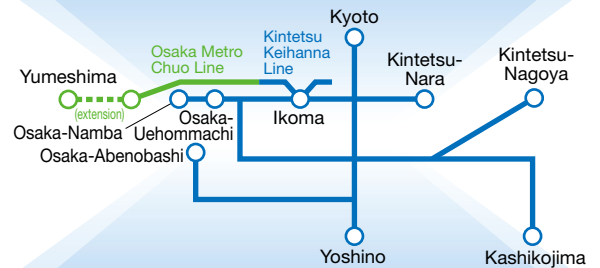 Kyoto
Osaka Metro
Chuo Line
Kintetsu
Keihanna
Line
Kintetsu-
Nara
Kintetsu-
Nagoya
Yumeshima
(extension)
Osaka-Namba
Osaka-
Uehommachi
Ikoma
Osaka-Abenobashi
Yoshino
Kashikojima